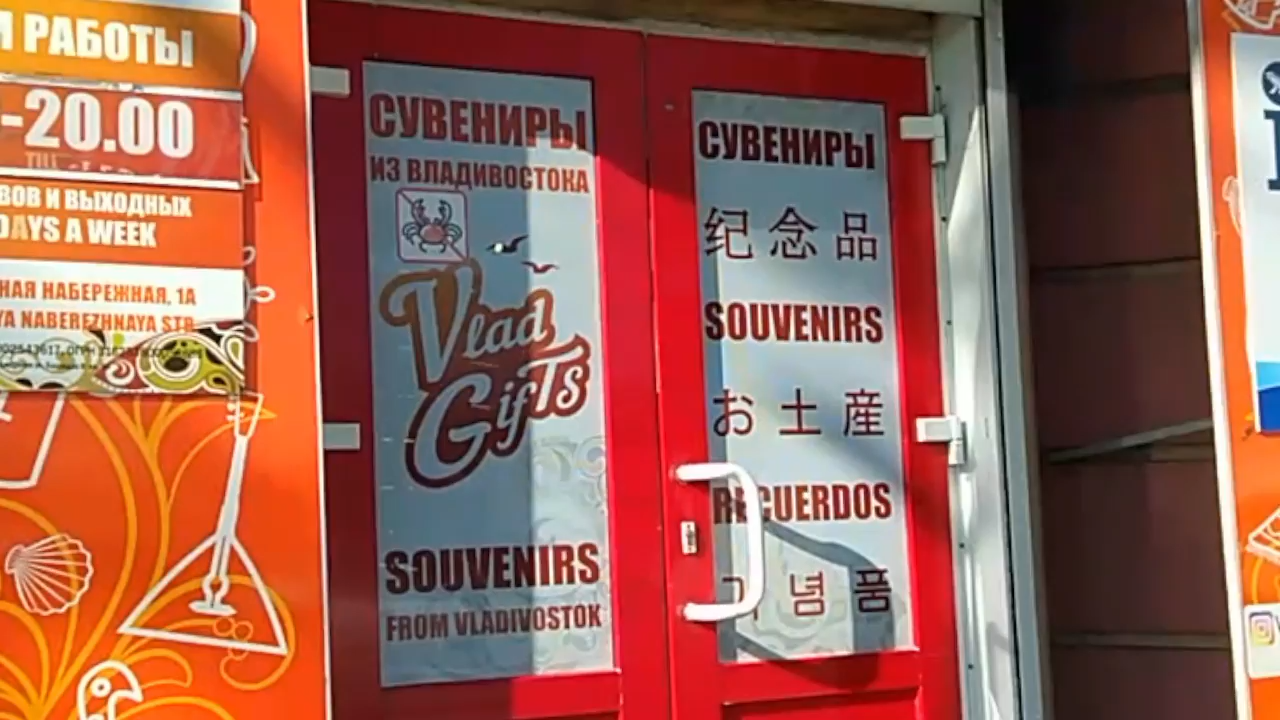 РАБОТЫ
-20.00
ВОВ И ВЫХОДНЫХ
DAYS A WEEK
НАЯ НАБЕРЕЖНАЯ, 1А
YA NABEREZHNAYA STR
СУВЕНИРЫ
ИЗ ВЛАДИВОСТОКА
Vlad
Gifts
SOUVENIRS
FROM VLADIVOSTOK
СУВЕНИРЫ
纪念品
SOUVENIRS
お土産
RECUERDOS
기념품